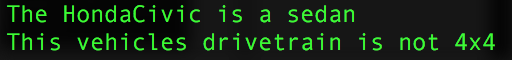 The HondaCivic is a sedan
This vehicles drivetrain is not 4x4